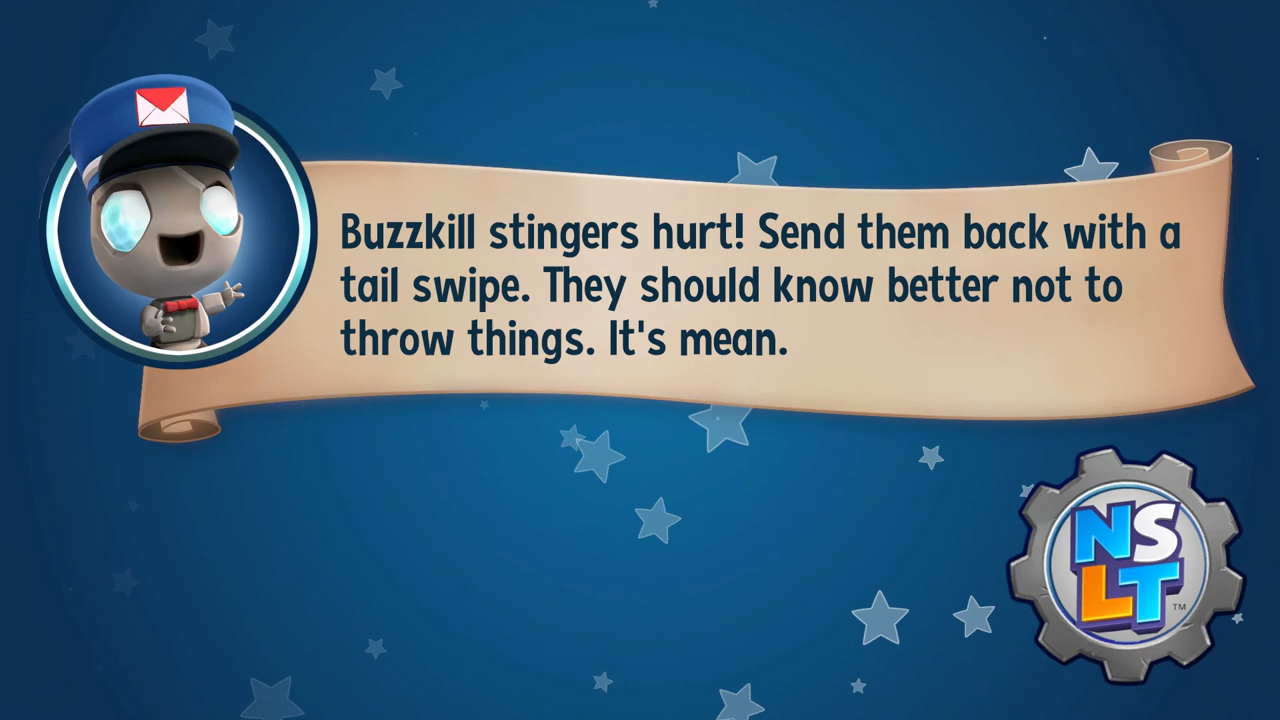 Buzzkill stingers hurt! Send them back with a
tail swipe. They should know better not to
throw things. It's mean.
NS
LT
TM